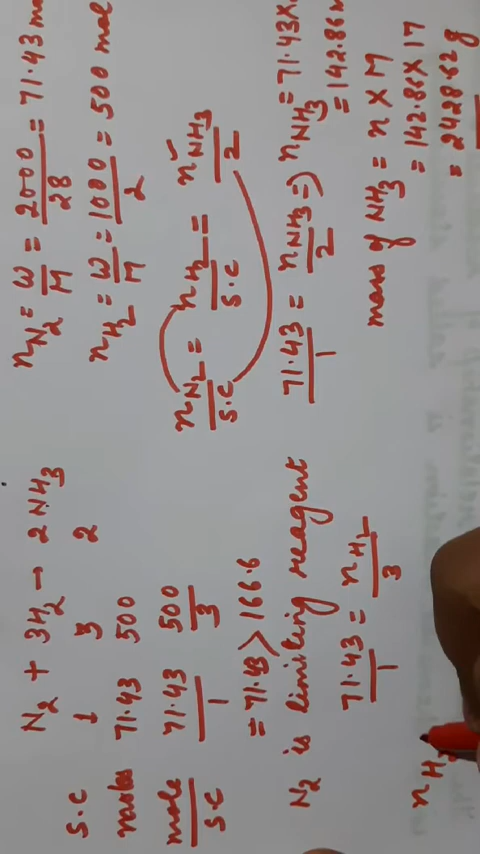 N₂ + 3H₂ → 2NH₃
S.C 1 3 2
moles 71.43 500
mole/S.C 71.43/1 500/3
= 71.43 > 166.6
N₂ is limiting reagent
71.43/1 = nH₂/3
nH₂
nN₂ = W/M = 2000/28 = 71.43
nH₂ = W/M = 1000/2 = 500 mol
nN₂/S.C = nH₂/S.C = nNH₃/2
71.43/1 = nNH₃/2 ⇒ nNH₃ = 71.43×
= 142.86
mass of NH₃ = n × M
= 142.86 × 17
= 2428.62 g